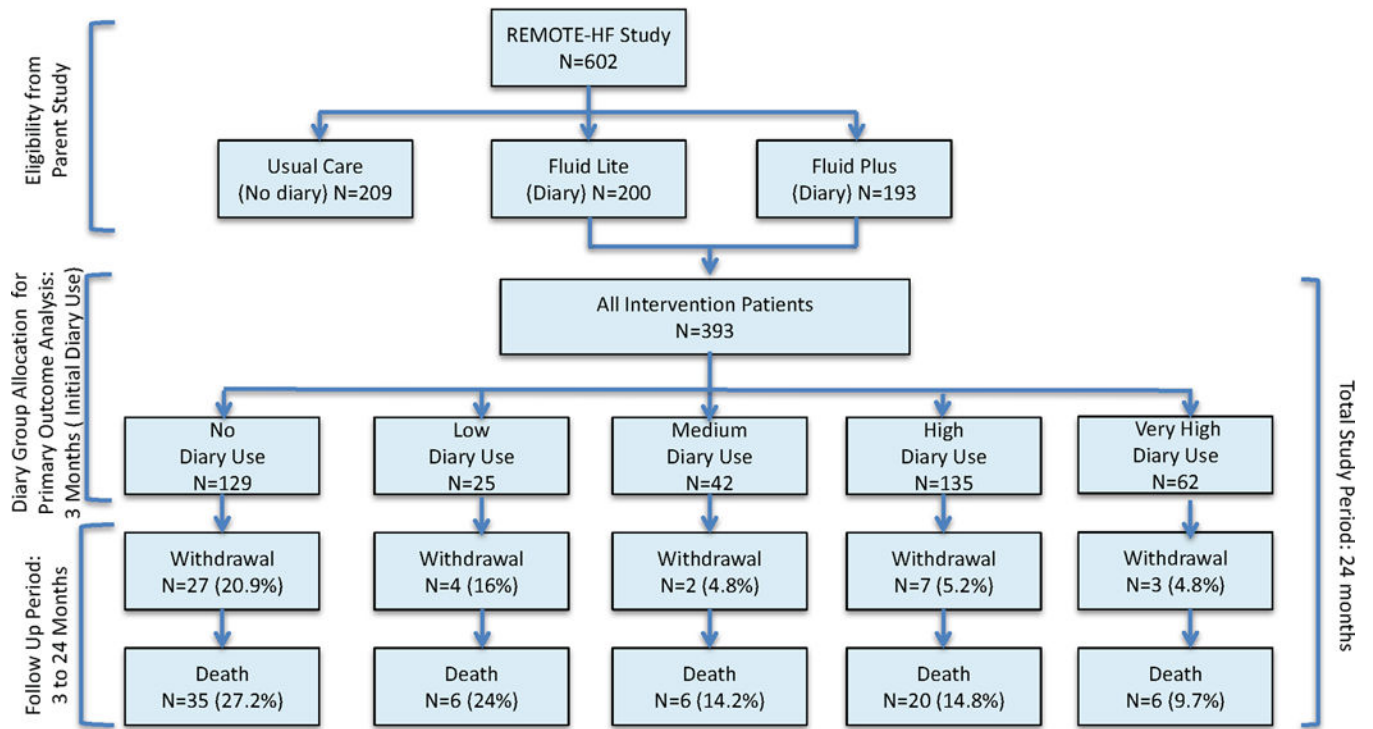 Eligibility from
Parent Study
REMOTE-HF Study
N=602
Usual Care
(No diary) N=209
Fluid Lite
(Diary) N=200
Fluid Plus
(Diary) N=193
Diary Group Allocation for
Primary Outcome Analysis:
3 Months ( Initial Diary Use)
All Intervention Patients
N=393
No
Diary Use
N=129
Low
Diary Use
N=25
Medium
Diary Use
N=42
High
Diary Use
N=135
Very High
Diary Use
N=62
Follow Up Period:
3 to 24 Months
Withdrawal
N=27 (20.9%)
Withdrawal
N=4 (16%)
Withdrawal
N=2 (4.8%)
Withdrawal
N=7 (5.2%)
Withdrawal
N=3 (4.8%)
Death
N=35 (27.2%)
Death
N=6 (24%)
Death
N=6 (14.2%)
Death
N=20 (14.8%)
Death
N=6 (9.7%)
Total Study Period: 24 months